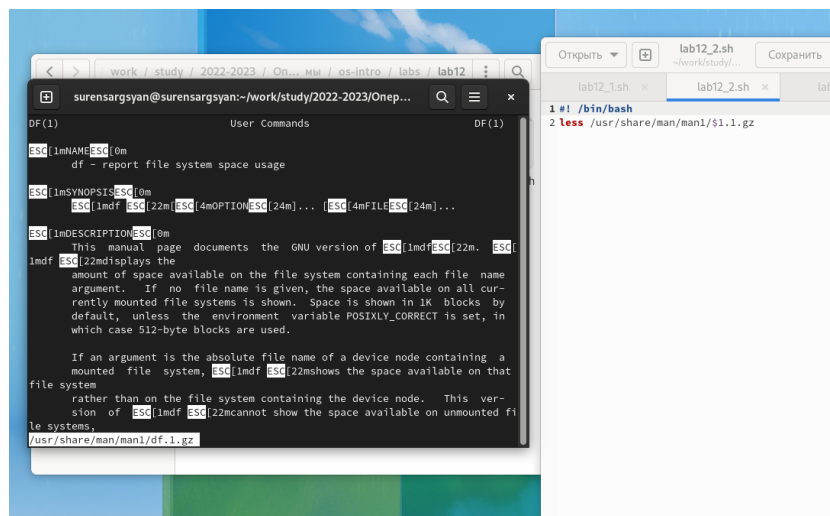 work / study / 2022-2023 / Оп... мы / os-intro / labs / lab12
surensargsyan@surensargsyan:~/work/study/2022-2023/Опер...
DF(1) User Commands DF(1)
ESC[1mNAMEESC[0m
df - report file system space usage
ESC[1mSYNOPSISESC[0m
ESC[1mdf ESC[22m[ESC[4mOPTIONESC[24m]... [ESC[4mFILEESC[24m]...
ESC[1mDESCRIPTIONESC[0m
This manual page documents the GNU version of ESC[1mdfESC[22m. ESC[
1mdf ESC[22mdisplays the
amount of space available on the file system containing each file name
argument. If no file name is given, the space available on all cur-
rently mounted file systems is shown. Space is shown in 1K blocks by
default, unless the environment variable POSIXLY_CORRECT is set, in
which case 512-byte blocks are used.
If an argument is the absolute file name of a device node containing a
mounted file system, ESC[1mdf ESC[22mshows the space available on that
file system
rather than on the file system containing the device node. This ver-
sion of ESC[1mdf ESC[22mcannot show the space available on unmounted fi
le systems,
/usr/share/man/man1/df.1.gz
h
Открыть
lab12_2.sh
~/work/study/...
Сохранить
lab12_1.sh × lab12_2.sh × lab
1 #! /bin/bash
2 less /usr/share/man/man1/$1.1.gz